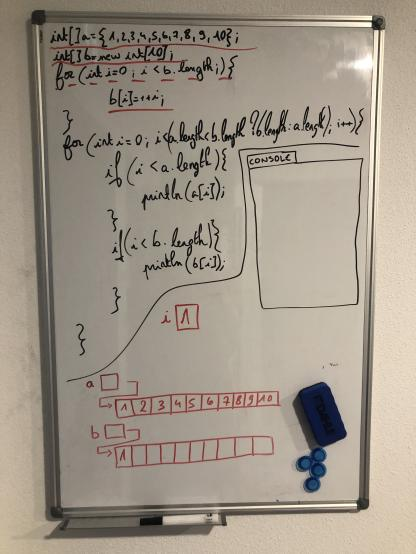 int[] a={1,2,3,4,5,6,7,8,9,10};
int[] b=new int[10];
for (int i=0; i<b.length;){
b[i]=++i;
}
for (int i=0; i<(a.length<b.length ?b.length:a.length); i++){
if (i<a.length){
println(a[i]);
}
if(i<b.length){
println(b[i]);
}
}
CONSOLE
i 1
a
1 2 3 4 5 6 7 8 9 10
b
1